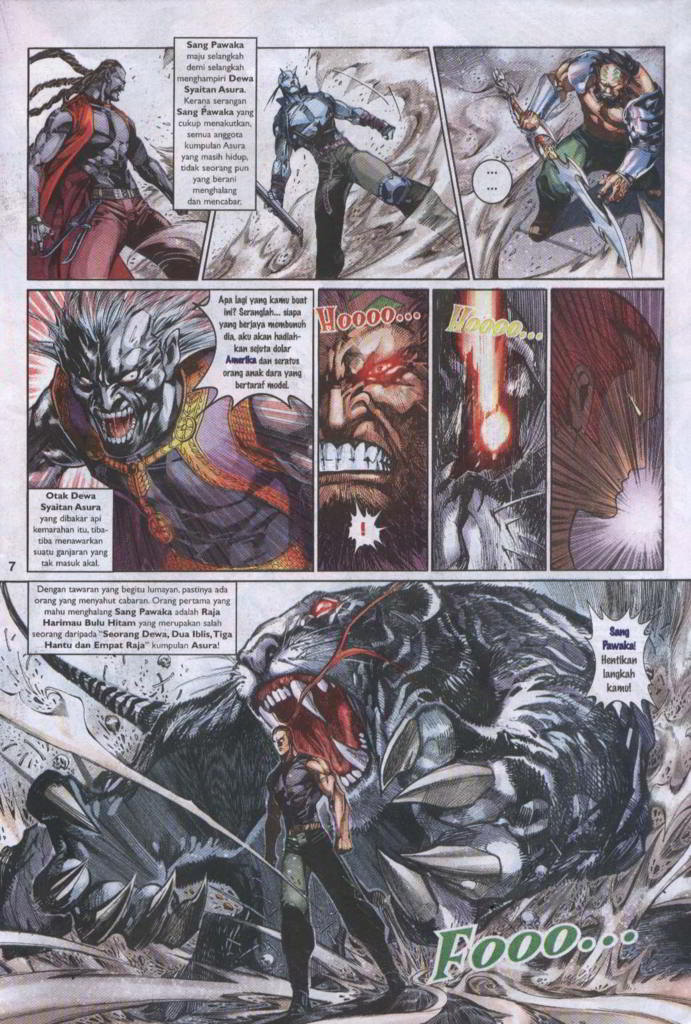 Sang Pawaka
maju selangkah
demi selangkah
menghampiri Dewa
Syaitan Asura.
Kerana serangan
Sang Pawaka yang
cukup menakutkan,
semua anggota
kumpulan Asura
yang masih hidup,
tidak seorang pun
yang berani
menghalang
dan mencabar.
...
...
Apa lagi yang kamu buat
ini? Seranglah... siapa
yang berjaya membunuh
dia, aku akan hadiah-
kan sejuta dolar
Amerika dan seratus
orang anak dara yang
bertaraf model.
Otak Dewa
Syaitan Asura
yang dibakar api
kemarahan itu, tiba-
tiba menawarkan
suatu ganjaran yang
tak masuk akal.
Hoooo...
!
Hoooo...
7
Dengan tawaran yang begitu lumayan, pastinya ada
orang yang menyahut cabaran. Orang pertama yang
mahu menghalang Sang Pawaka adalah Raja
Harimau Bulu Hitam yang merupakan salah
seorang daripada "Seorang Dewa, Dua Iblis, Tiga
Hantu dan Empat Raja" kumpulan Asura!
Sang
Pawaka!
Hentikan
langkah
kamu!
Fooo...